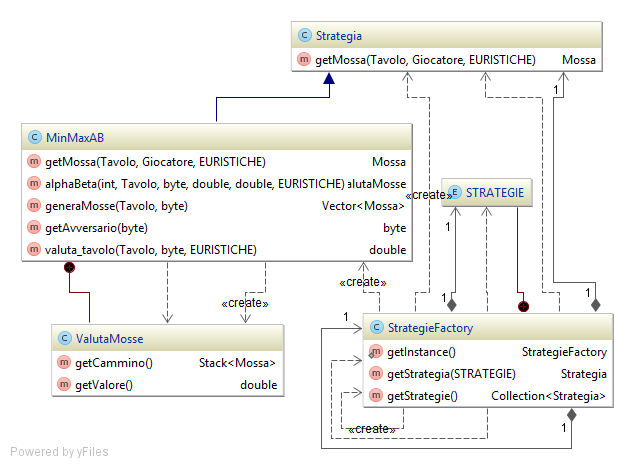 C Strategia
m getMossa(Tavolo, Giocatore, EURISTICHE) Mossa
1
C MinMaxAB
m getMossa(Tavolo, Giocatore, EURISTICHE) Mossa
m alphaBeta(int, Tavolo, byte, double, double, EURISTICHE) alutaMosse
m generaMosse(Tavolo, byte) Vector<Mossa>
m getAvversario(byte) byte
m valuta_tavolo(Tavolo, byte, EURISTICHE) double
«create»
E STRATEGIE
1
«create»
«create»
1
1
1
C ValutaMosse
m getCammino() Stack<Mossa>
m getValore() double
C StrategieFactory
m getInstance() StrategieFactory
m getStrategia(STRATEGIE) Strategia
m getStrategie() Collection<Strategia>
«create»
1
Powered by yFiles